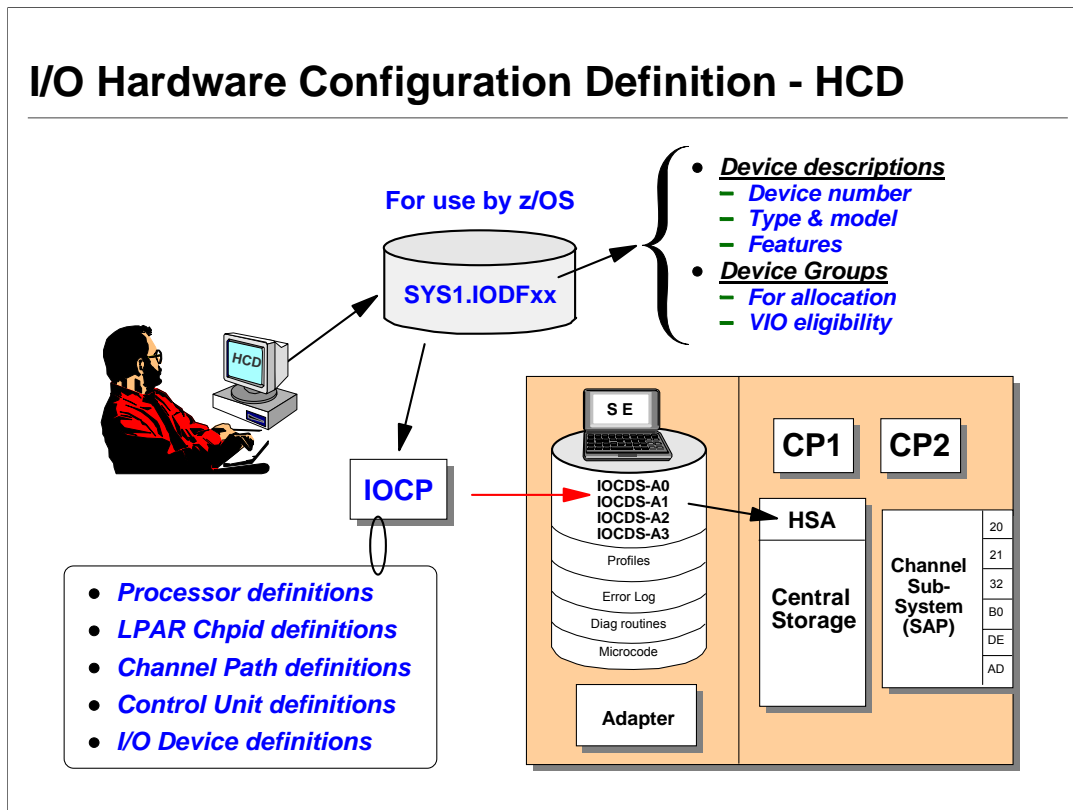 I/O Hardware Configuration Definition - HCD
For use by z/OS
SYS1.IODFxx
● Device descriptions
– Device number
– Type & model
– Features
● Device Groups
– For allocation
– VIO eligibility
HCD
IOCP
● Processor definitions
● LPAR Chpid definitions
● Channel Path definitions
● Control Unit definitions
● I/O Device definitions
S E
IOCDS-A0
IOCDS-A1
IOCDS-A2
IOCDS-A3
Profiles
Error Log
Diag routines
Microcode
Adapter
CP1
CP2
HSA
Central
Storage
Channel
Sub-
System
(SAP)
20
21
32
B0
DE
AD